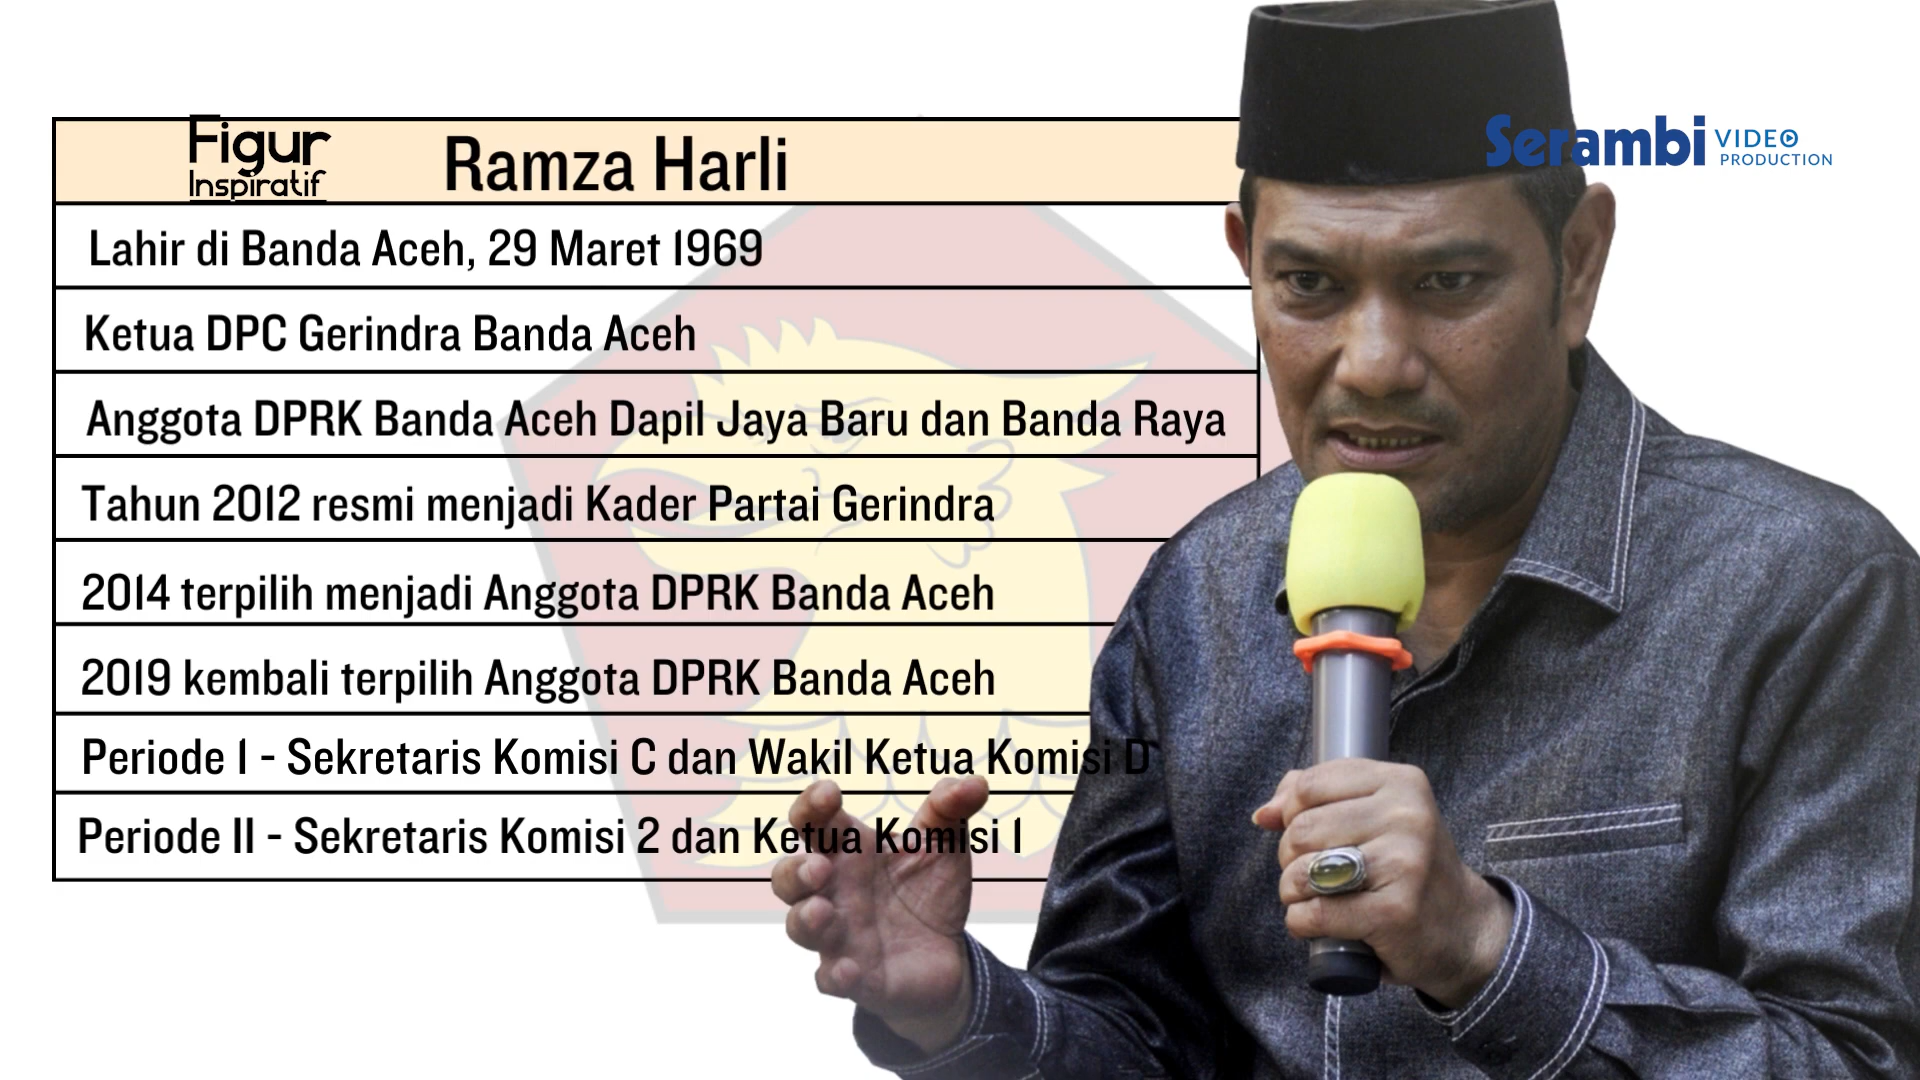 Figur
Inspiratif
Ramza Harli
Serambi VIDEO
PRODUCTION
Lahir di Banda Aceh, 29 Maret 1969
Ketua DPC Gerindra Banda Aceh
Anggota DPRK Banda Aceh Dapil Jaya Baru dan Banda Raya
Tahun 2012 resmi menjadi Kader Partai Gerindra
2014 terpilih menjadi Anggota DPRK Banda Aceh
2019 kembali terpilih Anggota DPRK Banda Aceh
Periode I - Sekretaris Komisi C dan Wakil Ketua Komisi D
Periode II - Sekretaris Komisi 2 dan Ketua Komisi I